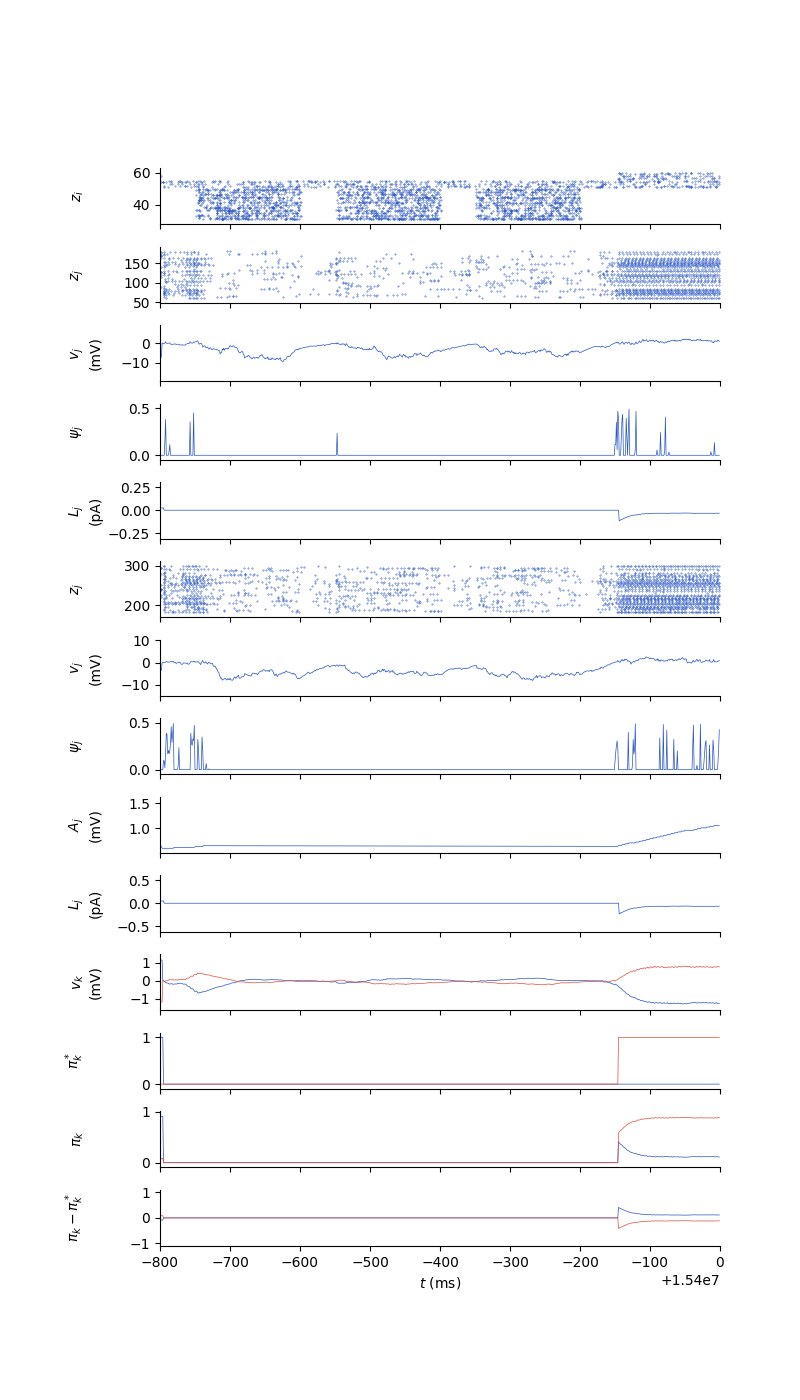 60
z_i
40
150
z_j
100
50
0
v_j
(mV)
−10
0.5
ψ_j
0.0
0.25
L_j
(pA)
0.00
−0.25
300
z_j
200
10
v_j
(mV)
0
−10
0.5
ψ_j
0.0
1.5
A_j
(mV)
1.0
0.5
L_j
(pA)
0.0
−0.5
1
v_k
(mV)
0
−1
1
π_k^*
0
1
π_k
0
1
π_k − π_k^*
0
−1
−800 −700 −600 −500 −400 −300 −200 −100 0
t (ms) +1.54e7